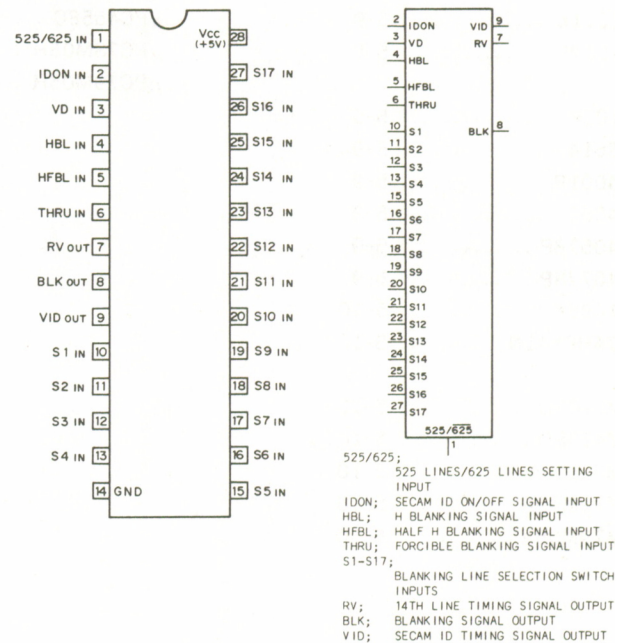 525/625 IN 1
IDON IN 2
VD IN 3
HBL IN 4
HFBL IN 5
THRU IN 6
RV OUT 7
BLK OUT 8
VID OUT 9
S1 IN 10
S2 IN 11
S3 IN 12
S4 IN 13
14 GND
VCC 28
(+5V)
27 S17 IN
26 S16 IN
25 S15 IN
24 S14 IN
23 S13 IN
22 S12 IN
21 S11 IN
20 S10 IN
19 S9 IN
18 S8 IN
17 S7 IN
16 S6 IN
15 S5 IN
2 IDON VID 9
3 VD RV 7
4 HBL
5 HFBL
6 THRU
10 S1 BLK 8
11 S2
12 S3
13 S4
15 S5
16 S6
17 S7
18 S8
19 S9
20 S10
21 S11
22 S12
23 S13
24 S14
25 S15
26 S16
27 S17
525/625
1
525/625;
525 LINES/625 LINES SETTING
INPUT
IDON; SECAM ID ON/OFF SIGNAL INPUT
HBL; H BLANKING SIGNAL INPUT
HFBL; HALF H BLANKING SIGNAL INPUT
THRU; FORCIBLE BLANKING SIGNAL INPUT
S1-S17;
BLANKING LINE SELECTION SWITCH
INPUTS
RV; 14TH LINE TIMING SIGNAL OUTPUT
BLK; BLANKING SIGNAL OUTPUT
VID; SECAM ID TIMING SIGNAL OUTPUT